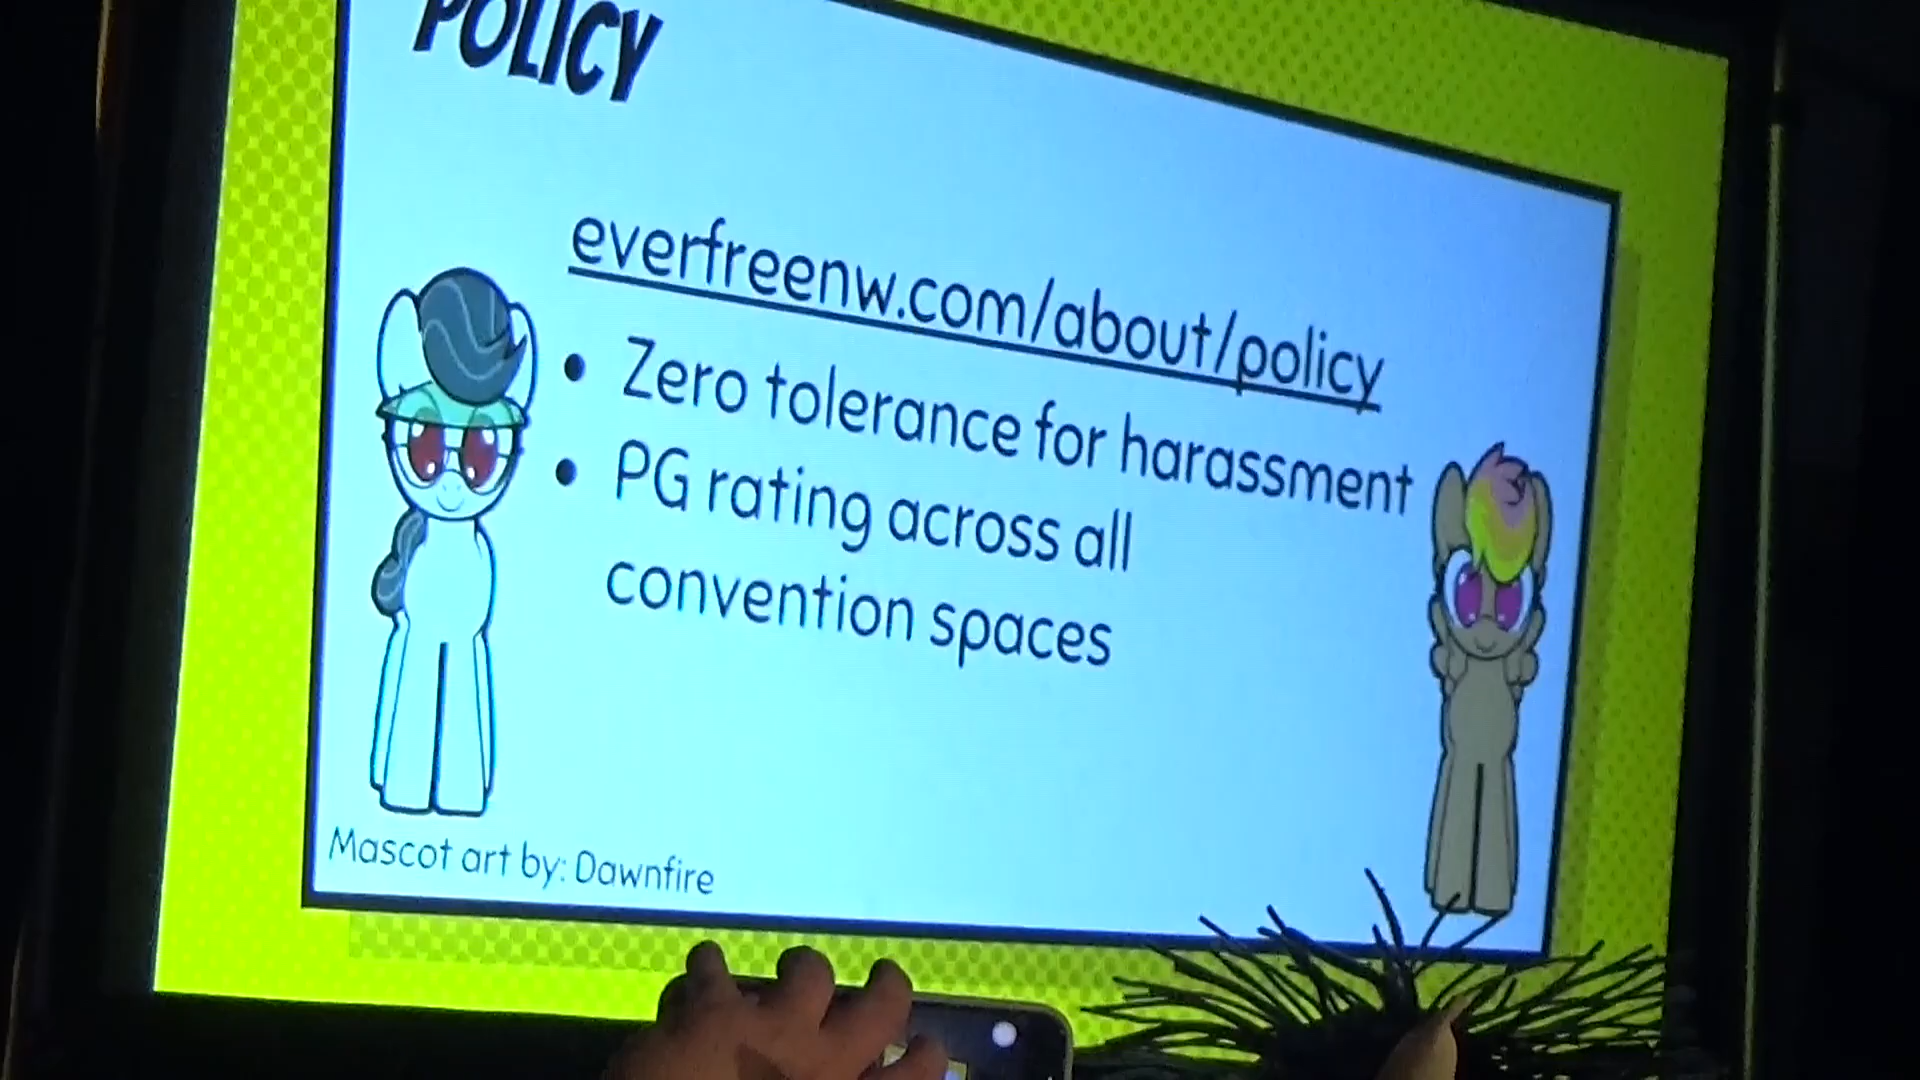 POLICY
everfreenw.com/about/policy
• Zero tolerance for harassment
• PG rating across all
convention spaces
Mascot art by: Dawnfire